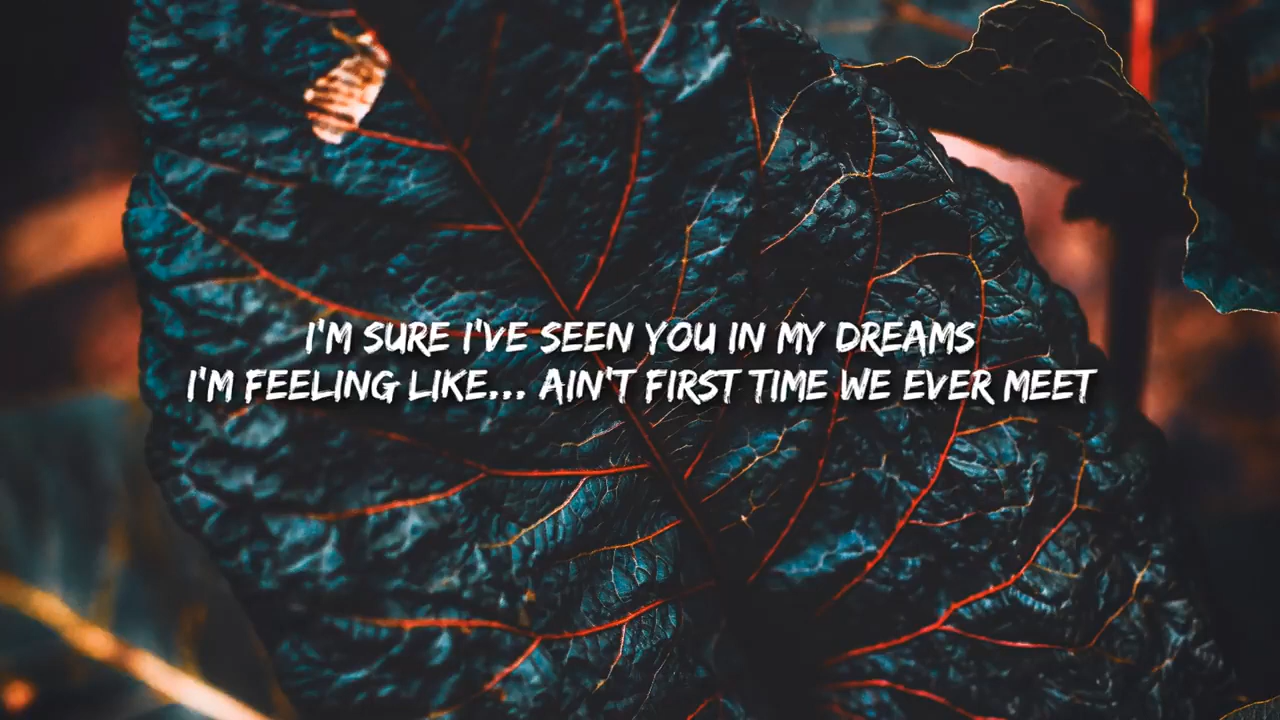 I'M SURE I'VE SEEN YOU IN MY DREAMS
I'M FEELING LIKE... AIN'T FIRST TIME WE EVER MEET